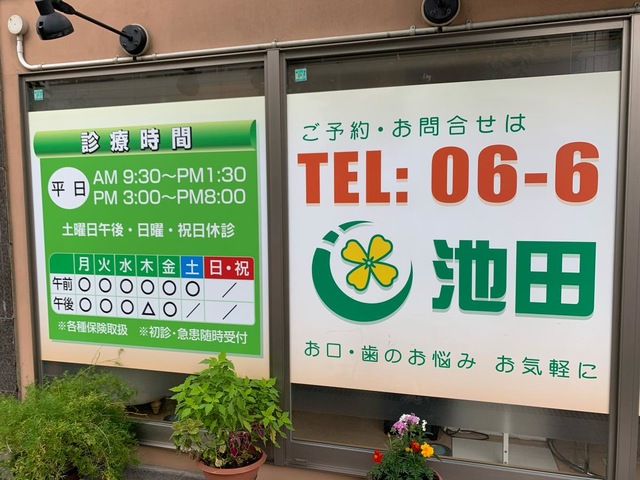 診療時間
平日
AM 9:30～PM1:30
PM 3:00～PM8:00
土曜日午後・日曜・祝日休診
月 火 水 木 金 土 日・祝
午前 ○ ○ ○ ○ ○ ○ ／
午後 ○ ○ ○ △ ○ ／ ／
※各種保険取扱 ※初診・急患随時受付
ご予約・お問合せは
TEL: 06-6
池田
お口・歯のお悩み お気軽に